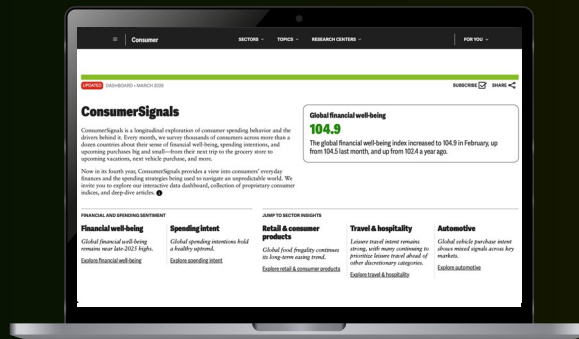 Consumer
SECTORS
TOPICS
RESEARCH CENTERS
FOR YOU
UPDATED DASHBOARD • MARCH 2026
SUBSCRIBE
SHARE
ConsumerSignals
ConsumerSignals is a longitudinal exploration of consumer spending behavior and the
drivers behind it. Every month, we survey thousands of consumers across more than a
dozen countries about their sense of financial well-being, spending intentions, and
upcoming purchases big and small—from their next trip to the grocery store to
upcoming vacations, next vehicle purchase, and more.
Now in its fourth year, ConsumerSignals provides a view into consumers' everyday
finances and the spending strategies being used to navigate an unpredictable world. We
invite you to explore our interactive data dashboard, collection of proprietary consumer
indices, and deep-dive articles.
Global financial well-being
104.9
The global financial well-being index increased to 104.9 in February, up
from 104.5 last month, and up from 102.4 a year ago.
FINANCIAL AND SPENDING SENTIMENT
Financial well-being
Global financial well-being
remains near late-2025 highs.
Explore financial well-being
Spending intent
Global spending intentions hold
a healthy uptrend.
Explore spending intent
JUMP TO SECTOR INSIGHTS
Retail & consumer
products
Global food frugality continues
its long-term easing trend.
Explore retail & consumer products
Travel & hospitality
Leisure travel intent remains
strong, with many continuing to
prioritize leisure travel ahead of
other discretionary categories.
Explore travel & hospitality
Automotive
Global vehicle purchase intent
shows mixed signals across key
markets.
Explore automotive